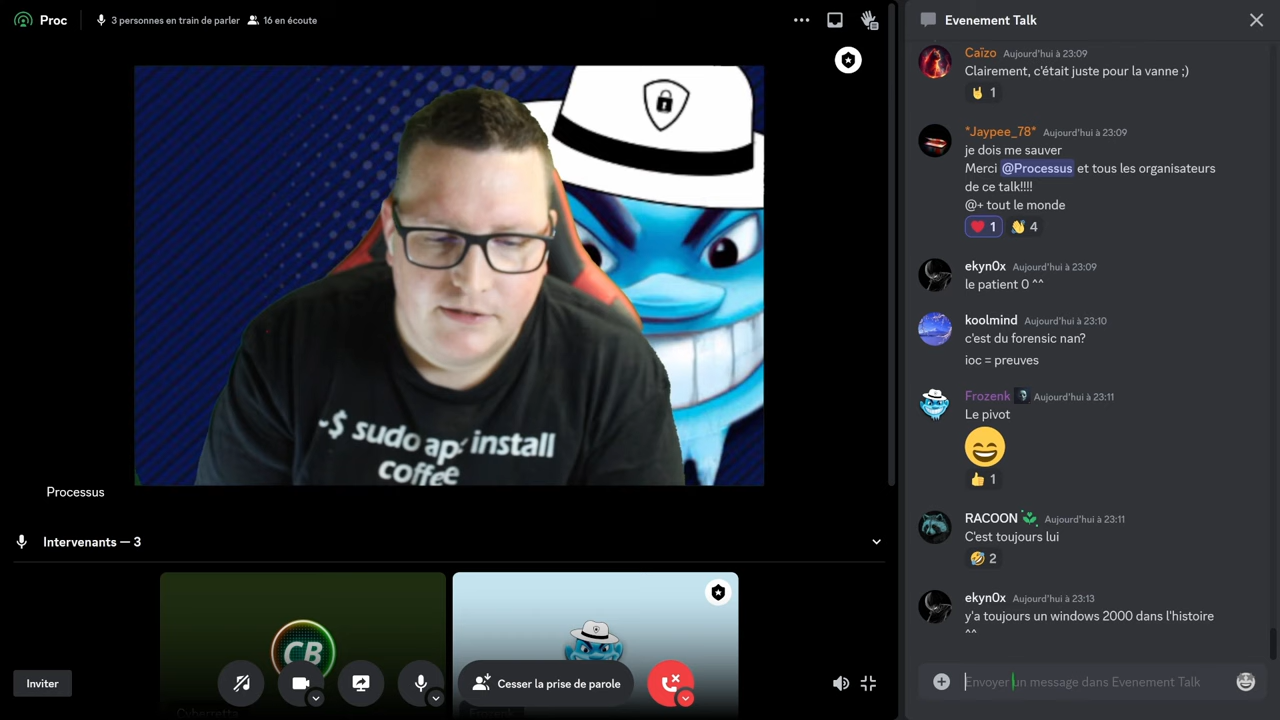 Proc
3 personnes en train de parler
16 en écoute
-$ sudo apt install
coffee
Processus
Intervenants — 3
CB
Inviter
Cesser la prise de parole
Evenement Talk
Caïzo Aujourd'hui à 23:09
Clairement, c'était juste pour la vanne ;)
1
*Jaypee_78* Aujourd'hui à 23:09
je dois me sauver
Merci @Processus et tous les organisateurs
de ce talk!!!!
@+ tout le monde
1 4
ekyn0x Aujourd'hui à 23:09
le patient 0 ^^
koolmind Aujourd'hui à 23:10
c'est du forensic nan?
ioc = preuves
Frozenk Aujourd'hui à 23:11
Le pivot
1
RACOON Aujourd'hui à 23:11
C'est toujours lui
2
ekyn0x Aujourd'hui à 23:13
y'a toujours un windows 2000 dans l'histoire
^^
Envoyer un message dans Evenement Talk